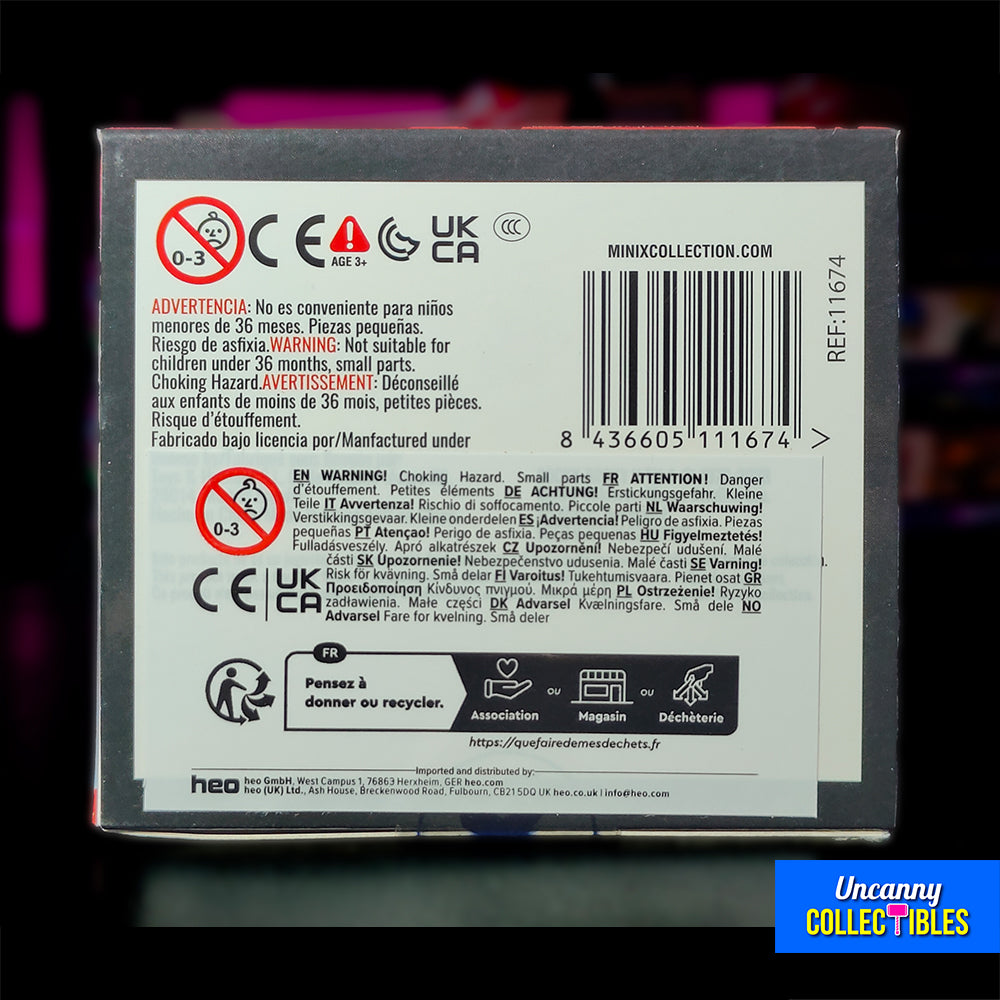 0-3
CE
AGE 3+
UK
CA
CCC
MINIXCOLLECTION.COM
REF:11674
ADVERTENCIA: No es conveniente para niños
menores de 36 meses. Piezas pequeñas.
Riesgo de asfixia.WARNING: Not suitable for
children under 36 months, small parts.
Choking Hazard.AVERTISSEMENT: Déconseillé
aux enfants de moins de 36 mois, petites pièces.
Risque d'étouffement.
Fabricado bajo licencia por/Manfactured under
8 436605 111674 >
0-3
CE
UK
CA
EN WARNING! Choking Hazard. Small parts FR ATTENTION! Danger
d'étouffement. Petites éléments DE ACHTUNG! Erstickungsgefahr. Kleine
Teile IT Avvertenza! Rischio di soffocamento. Piccole parti NL Waarschuwing!
Verstikkingsgevaar. Kleine onderdelen ES ¡Advertencia! Peligro de asfixia. Piezas
pequeñas PT Atençao! Perigo de asfixia. Peças pequenas HU Figyelmeztetés!
Fulladásveszély. Apró alkatrészek CZ Upozornění! Nebezpečí udušení. Malé
části SK Upozornenie! Nebezpečenstvo udusenia. Malé časti SE Varning!
Risk för kvävning. Små delar FI Varoitus! Tukehtumisvaara. Pienet osat GR
Προειδοποίηση Κίνδυνος πνιγμού. Μικρά μέρη PL Ostrzeżenie! Ryzyko
zadławienia. Małe części DK Advarsel Kvælningsfare. Små dele NO
Advarsel Fare for kvelning. Små deler
FR
Pensez à
donner ou recycler.
Association
OU
Magasin
OU
Déchèterie
https://quefairedemesdechets.fr
Imported and distributed by:
heo
heo GmbH, West Campus 1, 76863 Herxheim, GER heo.com
heo (UK) Ltd., Ash House, Breckenwood Road, Fulbourn, CB21 5DQ UK heo.co.uk | info@heo.com
Uncanny
COLLECTIBLES